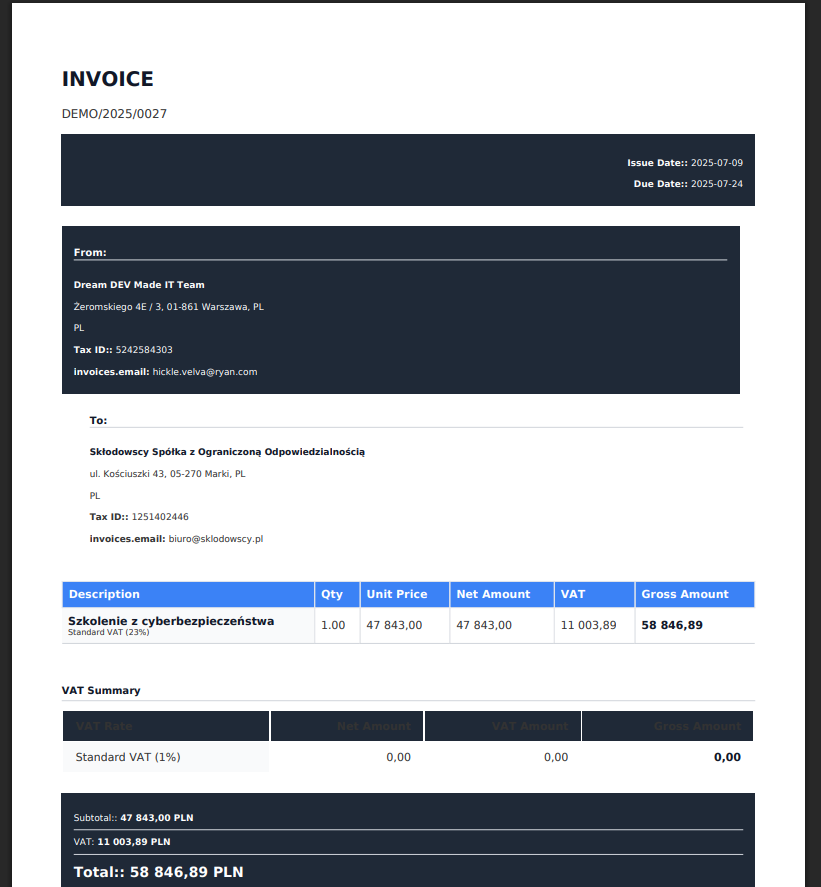 INVOICE
DEMO/2025/0027
Issue Date:: 2025-07-09
Due Date:: 2025-07-24
From:
Dream DEV Made IT Team
Żeromskiego 4E / 3, 01-861 Warszawa, PL
PL
Tax ID:: 5242584303
invoices.email: hickle.velva@ryan.com
To:
Skłodowscy Spółka z Ograniczoną Odpowiedzialnością
ul. Kościuszki 43, 05-270 Marki, PL
PL
Tax ID:: 1251402446
invoices.email: biuro@sklodowscy.pl
Description Qty Unit Price Net Amount VAT Gross Amount
Szkolenie z cyberbezpieczeństwa 1.00 47 843,00 47 843,00 11 003,89 58 846,89
Standard VAT (23%)
VAT Summary
VAT Rate Net Amount VAT Amount Gross Amount
Standard VAT (1%) 0,00 0,00 0,00
Subtotal:: 47 843,00 PLN
VAT: 11 003,89 PLN
Total:: 58 846,89 PLN